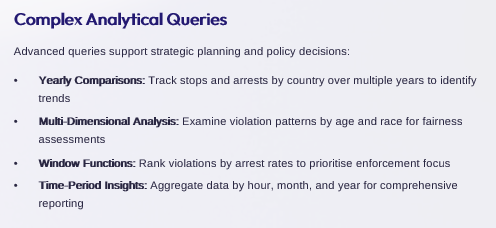 Complex Analytical Queries
Advanced queries support strategic planning and policy decisions:
• Yearly Comparisons: Track stops and arrests by country over multiple years to identify
trends
• Multi-Dimensional Analysis: Examine violation patterns by age and race for fairness
assessments
• Window Functions: Rank violations by arrest rates to prioritise enforcement focus
• Time-Period Insights: Aggregate data by hour, month, and year for comprehensive
reporting